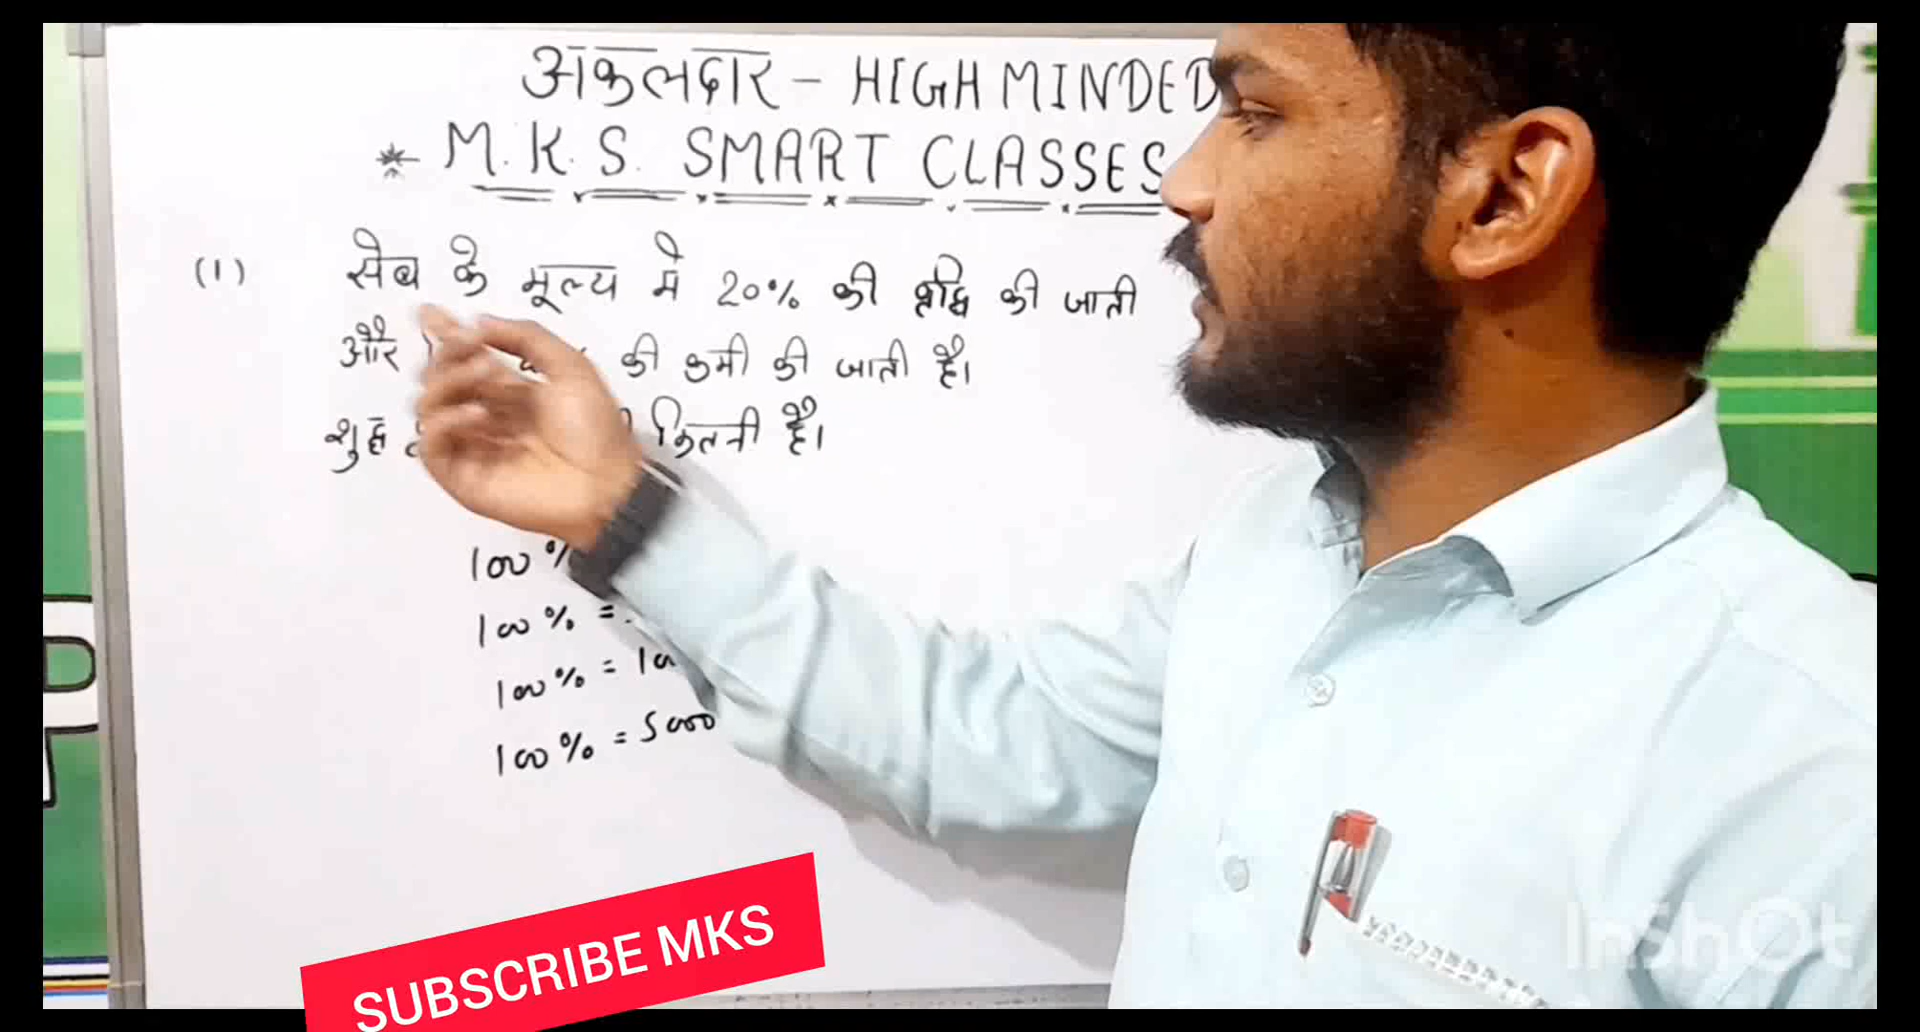 अकलदार - HIGH MINDED
* M. K. S. SMART CLASSES
(1) सेब के मूल्य में 20% की वृद्धि की जाती
और की कमी की जाती है।
शुद्ध कितनी है।
100 %
100 % =
100 % = 10
100 % = 5000
SUBSCRIBE MKS
InShOt
P